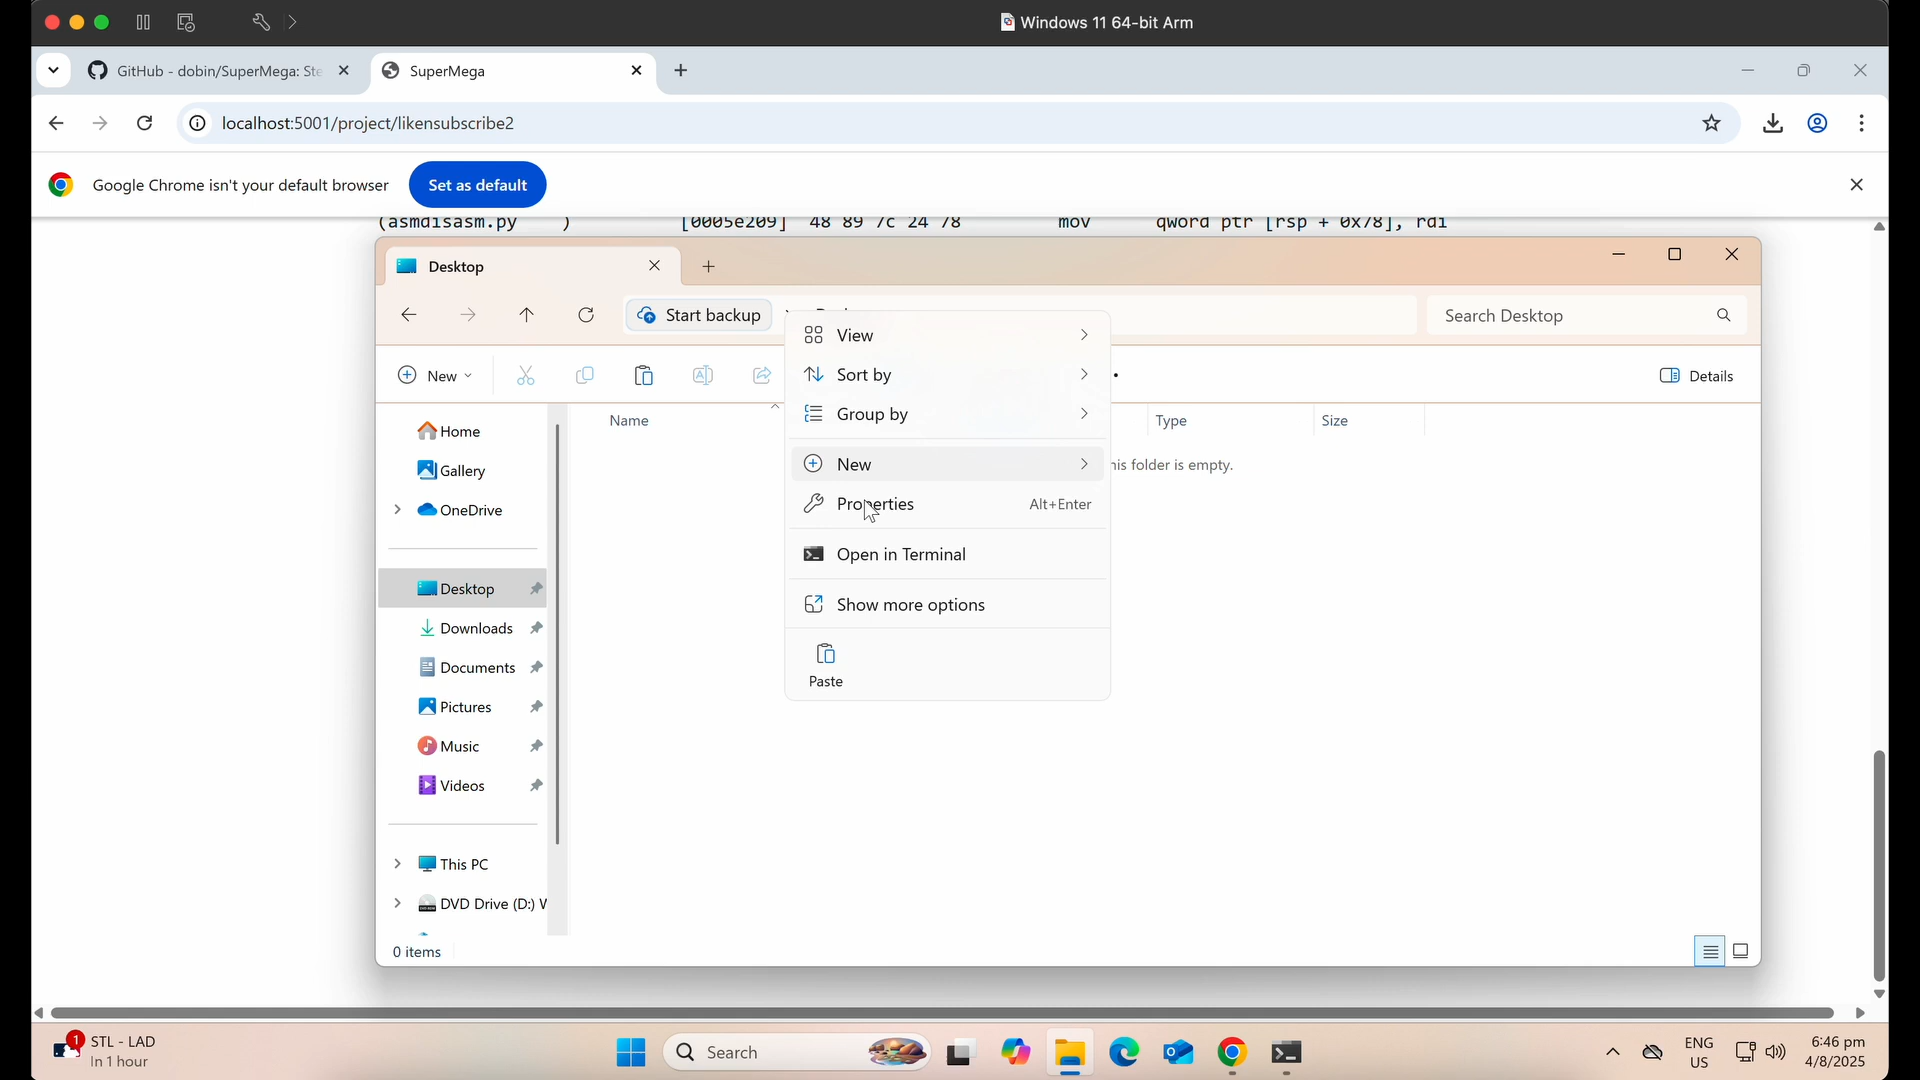 Windows 11 64-bit Arm
GitHub - dobin/SuperMega: Ste
SuperMega
localhost:5001/project/likensubscribe2
Google Chrome isn't your default browser
Set as default
(asmdisasm.py    )    [0005e209]  48 89 7c 24 78    mov    qword ptr [rsp + 0x78], rdi
Desktop
Start backup
Search Desktop
New
Details
Name
Type
Size
View
Sort by
Group by
New
Properties    Alt+Enter
Open in Terminal
Show more options
Paste
his folder is empty.
Home
Gallery
OneDrive
Desktop
Downloads
Documents
Pictures
Music
Videos
This PC
DVD Drive (D:) V
0 items
1
STL - LAD
In 1 hour
Search
ENG
US
6:46 pm
4/8/2025